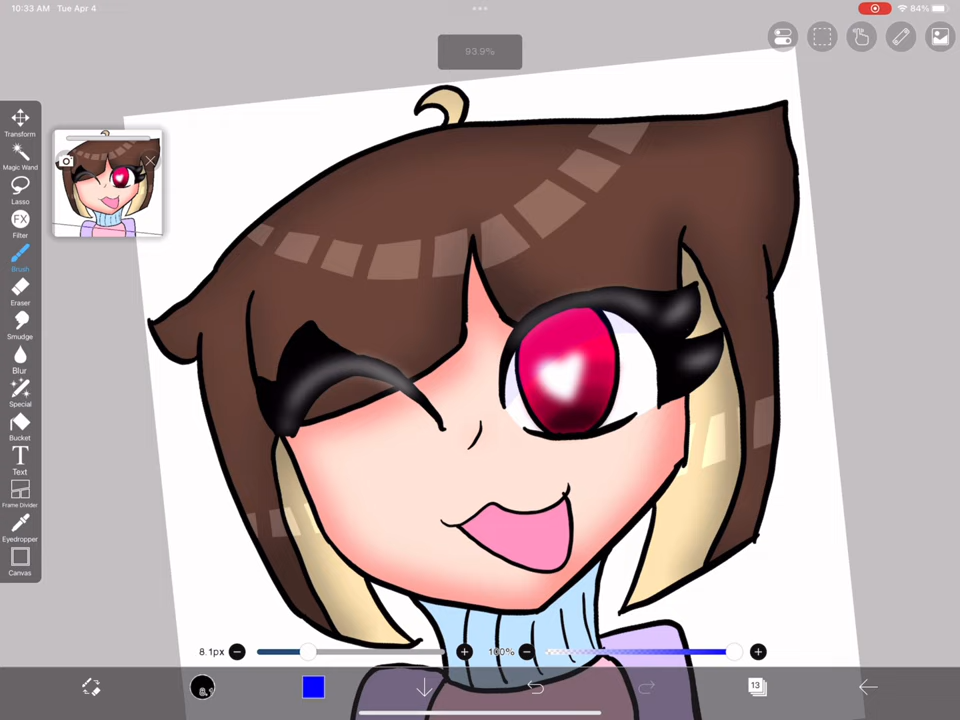 10:33 AM Tue Apr 4
84%
93.9%
Transform
Magic Wand
Lasso
FX
Filter
Brush
Eraser
Smudge
Blur
Special
Bucket
T
Text
Frame Divider
Eyedropper
Canvas
8.1px
100%
13